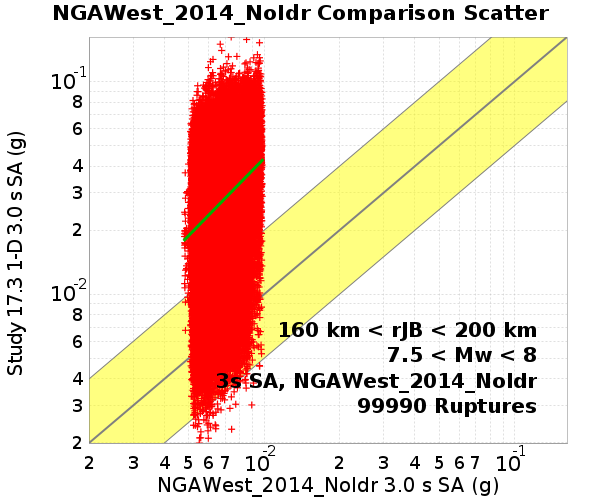 NGAWest_2014_NoIdr Comparison Scatter
Study 17.3 1-D 3.0 s SA (g)
10-1
8
6
4
3
2
10-2
8
6
4
3
2
160 km < rJB < 200 km
7.5 < Mw < 8
3s SA, NGAWest_2014_NoIdr
99990 Ruptures
2 3 4 5 6 7 10-2 2 3 4 5 6 7 10-1
NGAWest_2014_NoIdr 3.0 s SA (g)